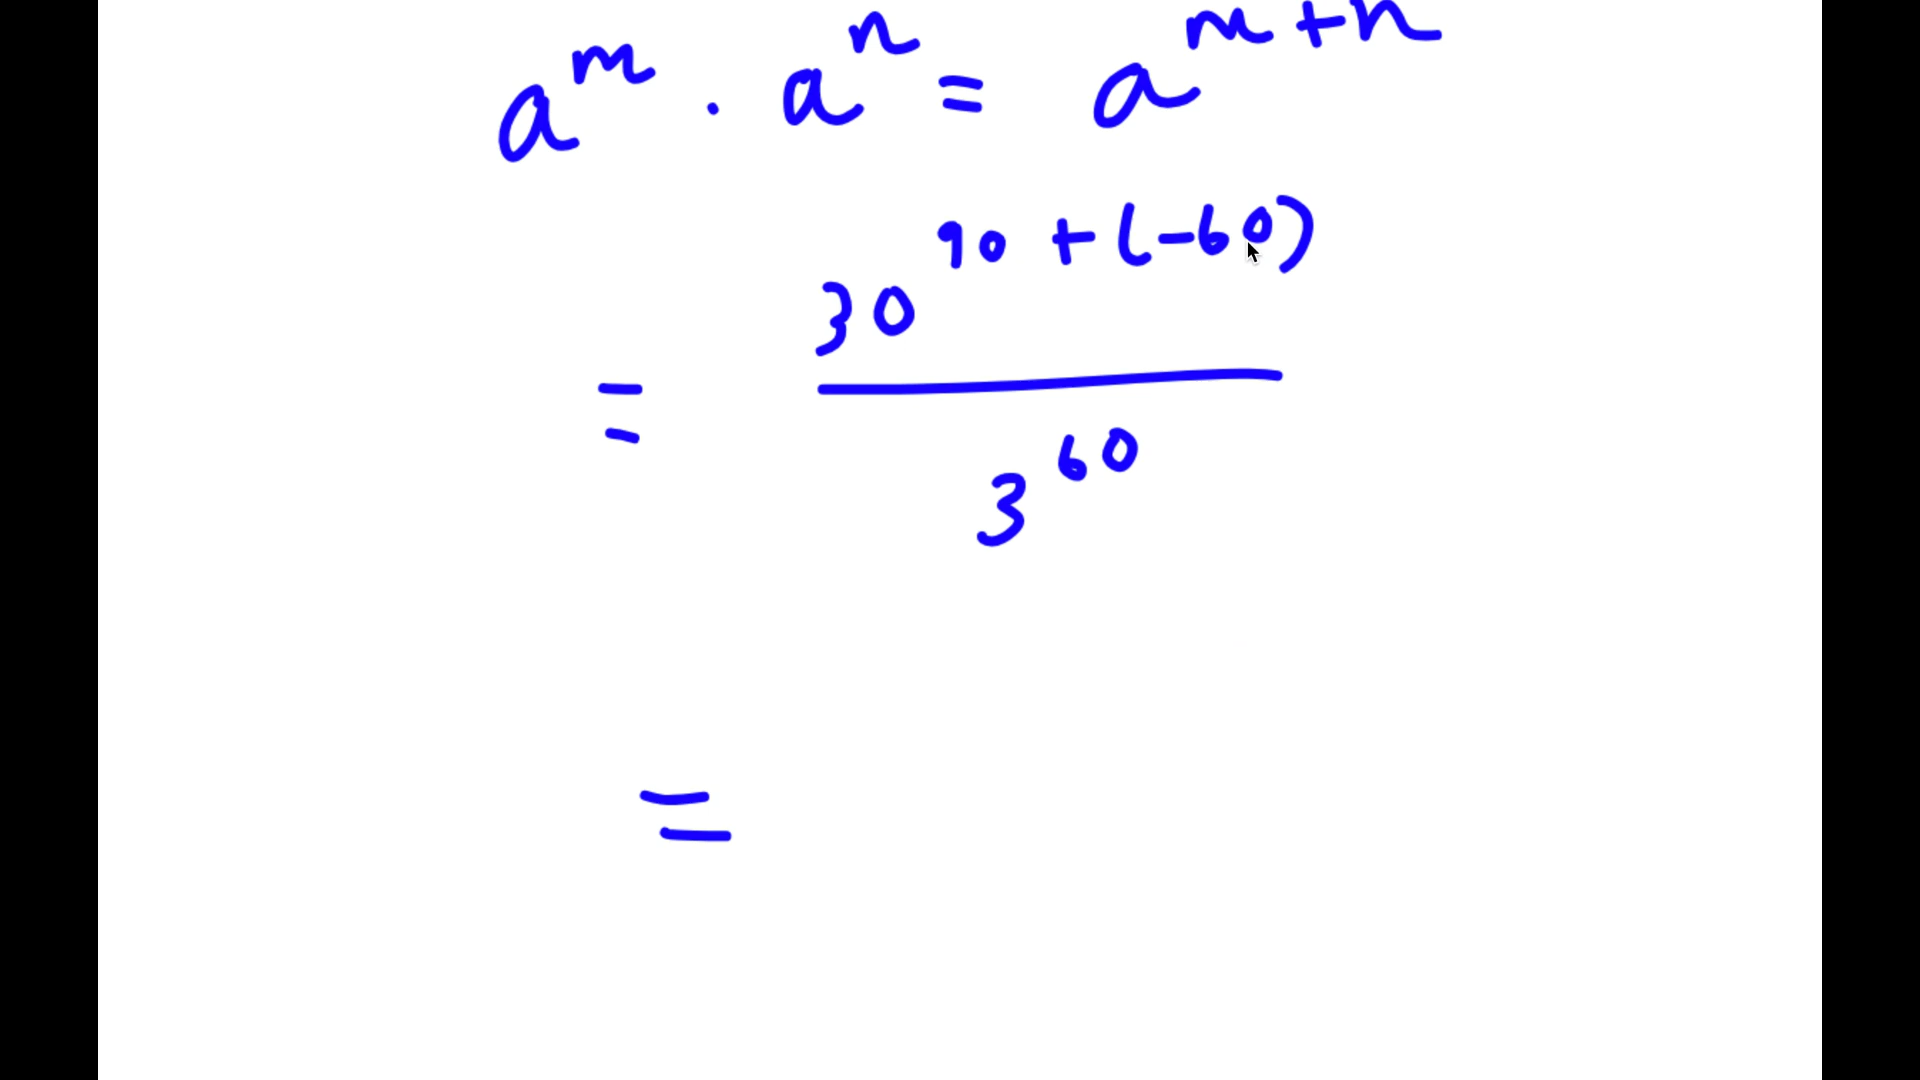 a^m · a^n = a^{m+n}
= 30^{90 + (-60)} / 3^{60}
=